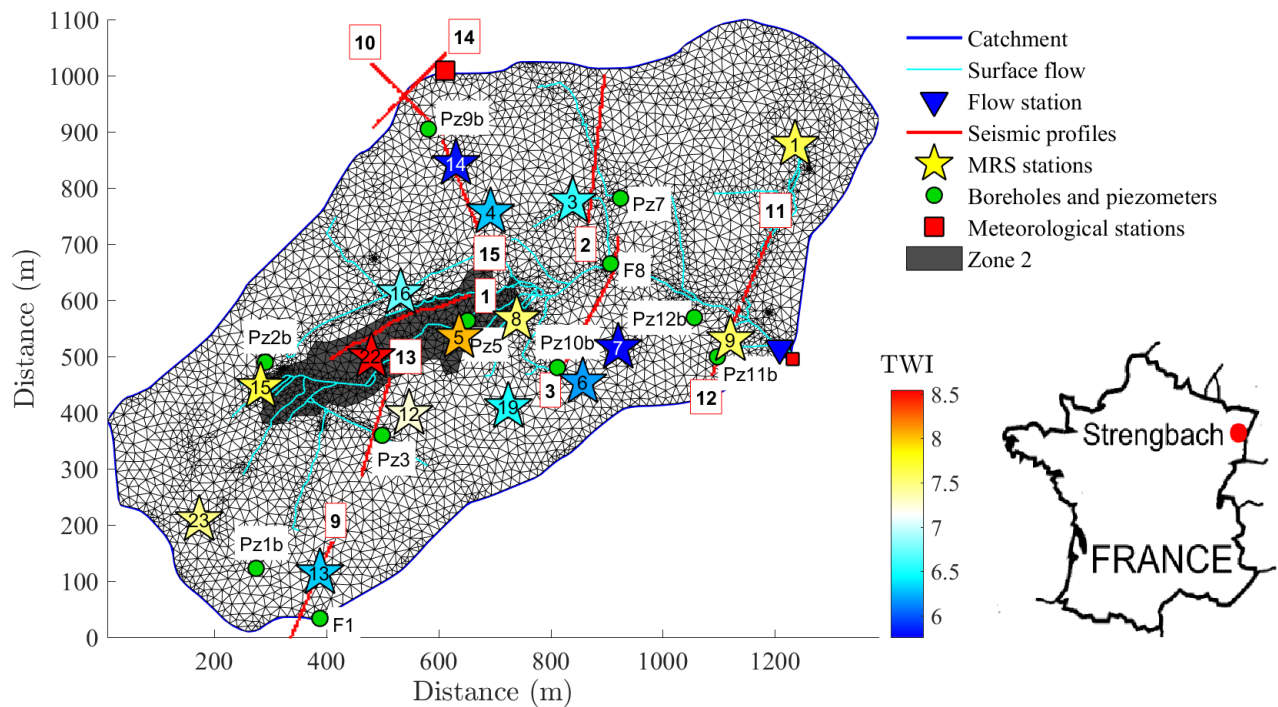 1100
1000
900
800
700
600
500
400
300
200
100
0
Distance (m)
200
400
600
800
1000
1200
Distance (m)
10
14
Pz9b
14
4
3
Pz7
1
11
2
15
F8
16
1
8
5
Pz5
Pz12b
Pz2b
22
13
Pz10b
7
9
Pz11b
15
3
6
12
12
19
Pz3
23
9
Pz1b
13
F1
Catchment
Surface flow
Flow station
Seismic profiles
MRS stations
Boreholes and piezometers
Meteorological stations
Zone 2
TWI
8.5
8
7.5
7
6.5
6
Strengbach
FRANCE